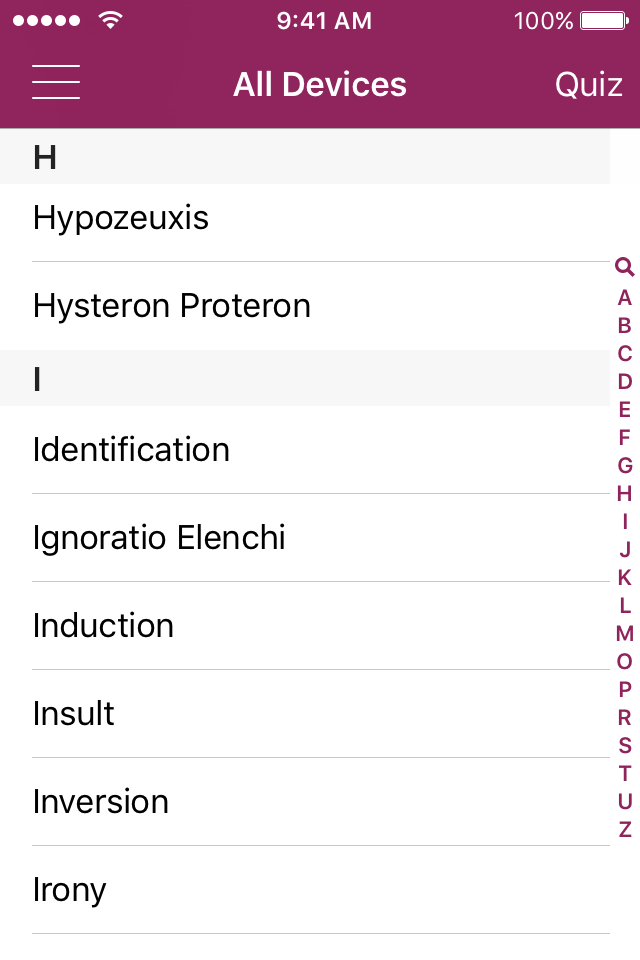 9:41 AM 100%
All Devices Quiz
H
Hypozeuxis
Hysteron Proteron
I
Identification
Ignoratio Elenchi
Induction
Insult
Inversion
Irony
A
B
C
D
E
F
G
H
I
J
K
L
M
O
P
R
S
T
U
Z